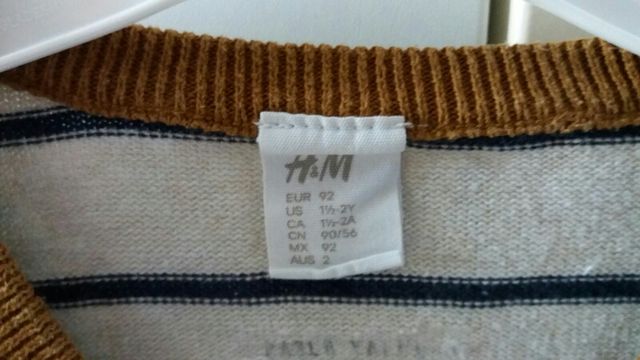 H&M
EUR 92
US 1½-2Y
CA 1½-2A
CN 90/56
MX 92
AUS 2